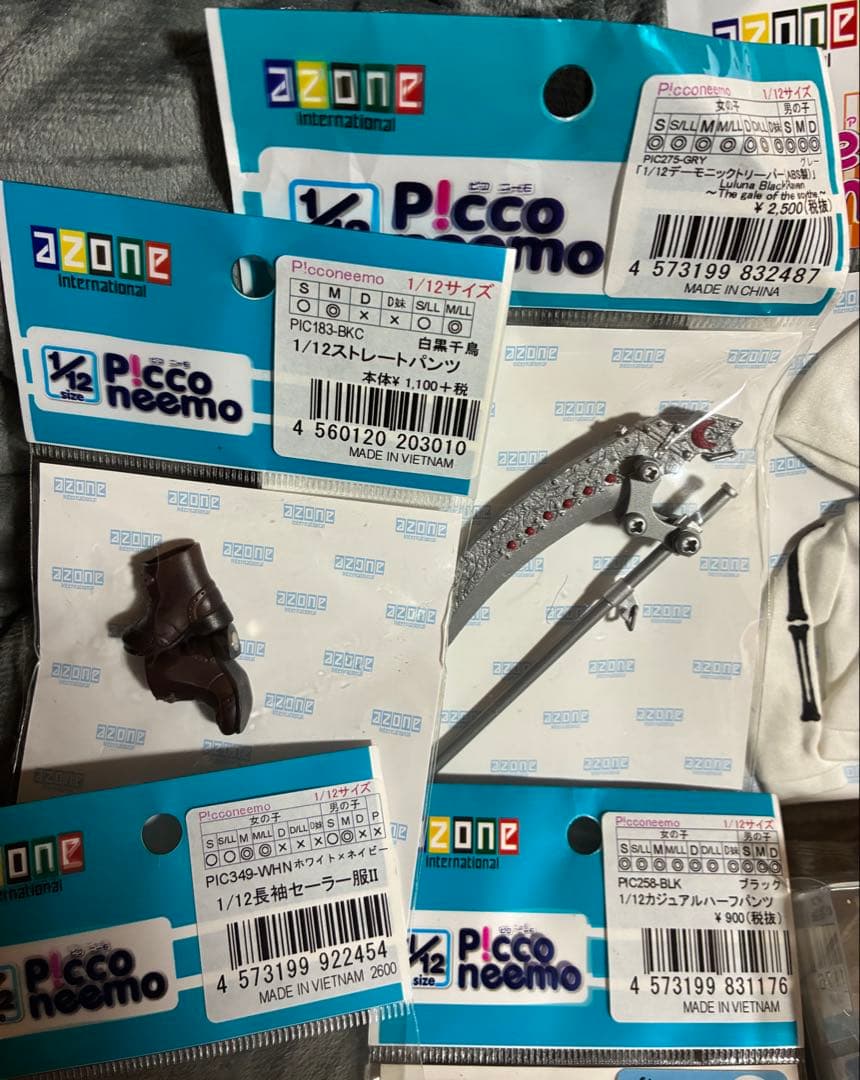 azone
international
1/12
P!cco
neemo
P!cconeemo 1/12サイズ
女の子 男の子
S S/LL M M/LL D D/LL D妹 S M D
◎ ◎ ◎ ◎ ◎ ◎ ◎ ◎ ◎ ◎
PIC275-GRY グレー
「1/12デーモニックトリーパー(ABS製)」
Luluna BlackRaven
～The gale of the scythe～
¥ 2,500(税抜)
4 573199 832487
MADE IN CHINA
azone
international
1/12
size
ピコ ニーモ
P!cco
neemo
P!cconeemo 1/12サイズ
S M D D妹 S/LL M/LL
○ ◎ × × ○ ◎
PIC183-BKC 白黒千鳥
1/12ストレートパンツ
本体¥ 1,100+税
4 560120 203010
MADE IN VIETNAM
azone
international
P!cco
neemo
P!cconeemo 1/12サイズ
女の子 男の子
S S/LL M M/LL D D/LL D妹 S M D P
○ ○ ◎ ◎ × × × ○ ◎ × ×
PIC349-WHN ホワイト×ネイビー
1/12長袖セーラー服II
4 573199 922454
MADE IN VIETNAM 2600
azone
international
1/12
size
P!cco
neemo
P!cconeemo 1/12サイズ
女の子 男の子
S S/LL M M/LL D D/LL D妹 S M D
◎ ◎ ◎ ◎ ◎ ◎ ◎ ◎ ◎ ◎
PIC258-BLK ブラック
1/12カジュアルハーフパンツ
¥ 900(税抜)
4 573199 831176
MADE IN VIETNAM